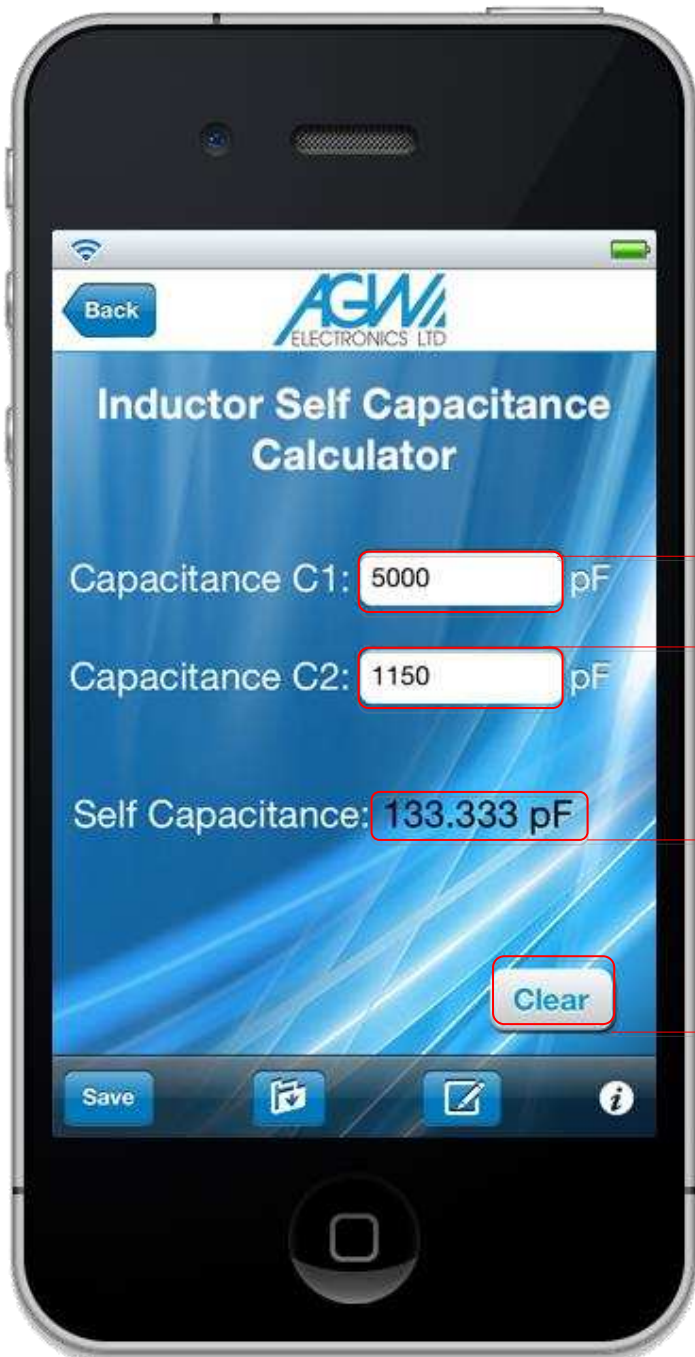 Back
AGW
ELECTRONICS LTD
Inductor Self Capacitance
Calculator
Capacitance C1: 5000 pF
Capacitance C2: 1150 pF
Self Capacitance: 133.333 pF
Clear
Save
i